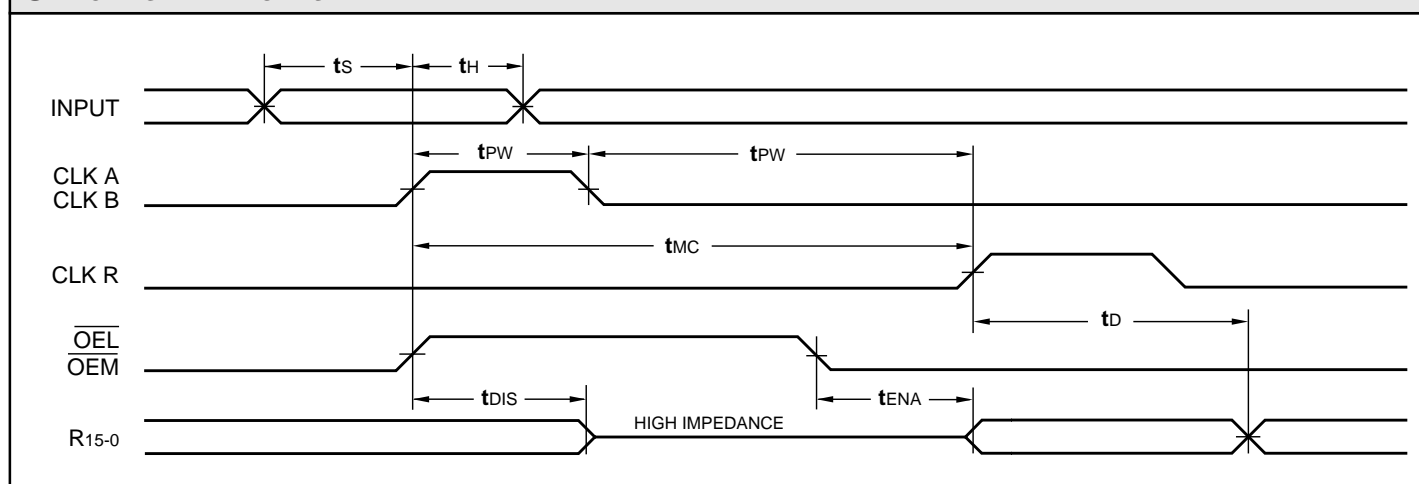 tS tH
INPUT
tPW tPW
CLK A
CLK B
tMC
CLK R
tD
OEL
OEM
tDIS tENA
HIGH IMPEDANCE
R15-0